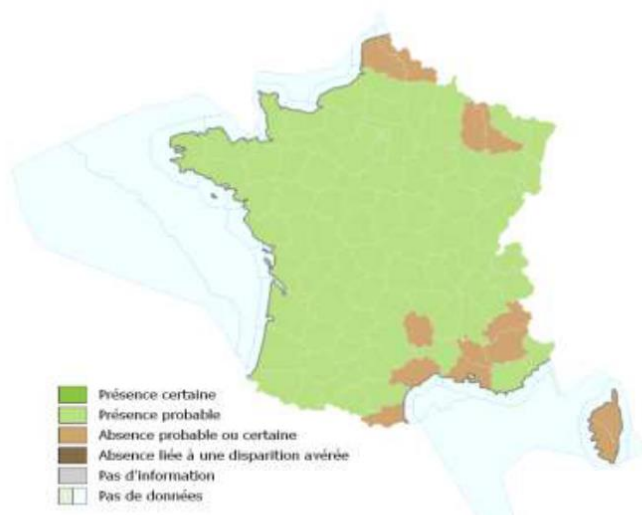 Présence certaine
Présence probable
Absence probable ou certaine
Absence liée à une disparition avérée
Pas d'information
Pas de données